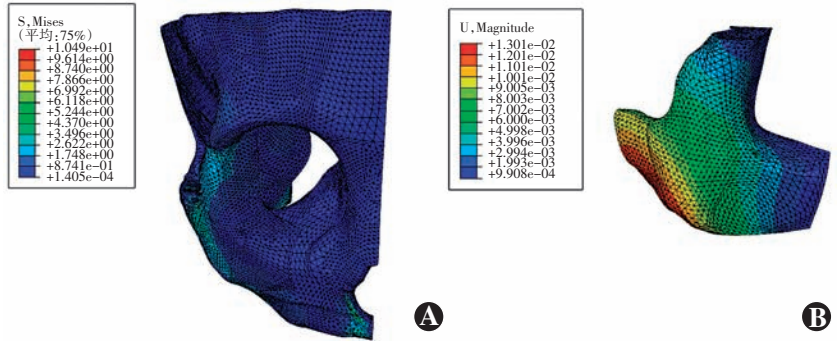 S, Mises
(平均:75%)
+1.049e+01
+9.614e+00
+8.740e+00
+7.866e+00
+6.992e+00
+6.118e+00
+5.244e+00
+4.370e+00
+3.496e+00
+2.622e+00
+1.748e+00
+8.741e-01
+1.405e-04
A
U, Magnitude
+1.301e-02
+1.201e-02
+1.101e-02
+1.001e-02
+9.005e-03
+8.003e-03
+7.002e-03
+6.000e-03
+4.998e-03
+3.996e-03
+2.994e-03
+1.993e-03
+9.908e-04
B